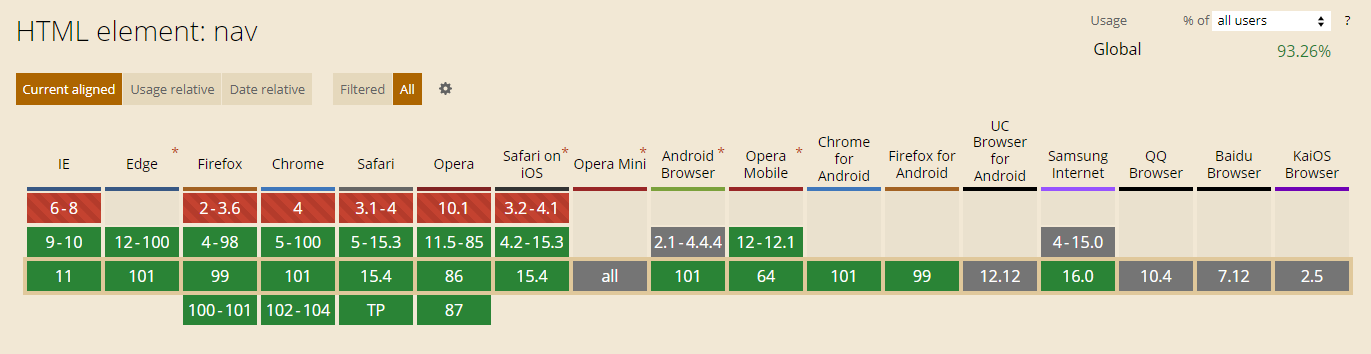 HTML element: nav
Usage % of all users ?
Global 93.26%
Current aligned Usage relative Date relative Filtered All
IE Edge * Firefox Chrome Safari Opera Safari on iOS * Opera Mini * Android Browser * Opera Mobile * Chrome for Android Firefox for Android UC Browser for Android Samsung Internet QQ Browser Baidu Browser KaiOS Browser
6-8 2-3.6 4 3.1-4 10.1 3.2-4.1
9-10 12-100 4-98 5-100 5-15.3 11.5-85 4.2-15.3 2.1-4.4.4 12-12.1 4-15.0
11 101 99 101 15.4 86 15.4 all 101 64 101 99 12.12 16.0 10.4 7.12 2.5
100-101 102-104 TP 87